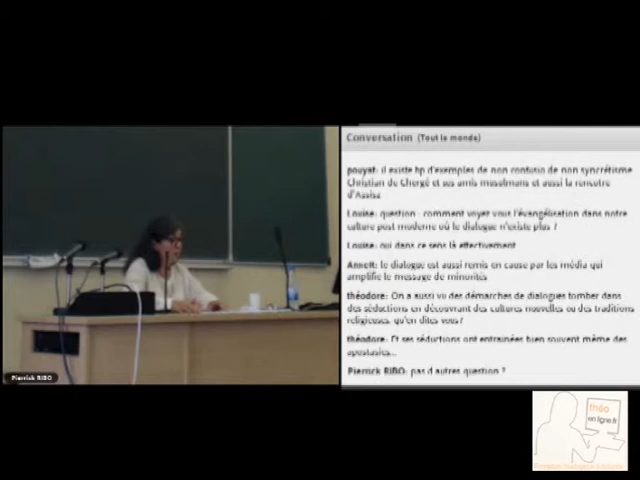 Conversation (Tout le monde)
pouyat: il existe bp d'exemples de non confusio de non syncrétisme
Christian de Chergé et ses amis musulmans et aussi la rencontre
d'Assise
Louise: question : comment voyez vous l'évangélisation dans notre
culture post moderne où le dialogue n'existe plus ?
Louise: oui dans ce sens là effectivement
Annett: le dialogue est aussi remis en cause par les média qui
amplifie le message de minorités
théodore: On a aussi vu des démarches de dialogues tomber dans
des séductions en découvrant des cultures nouvelles ou des traditions
religieuses, qu'en dites vous?
théodore: Et ses séductions ont entrainées bien souvent même des
apostasies...
Pierrick RIBO: pas d autres question ?
Pierrick RIBO
théo
en ligne.fr